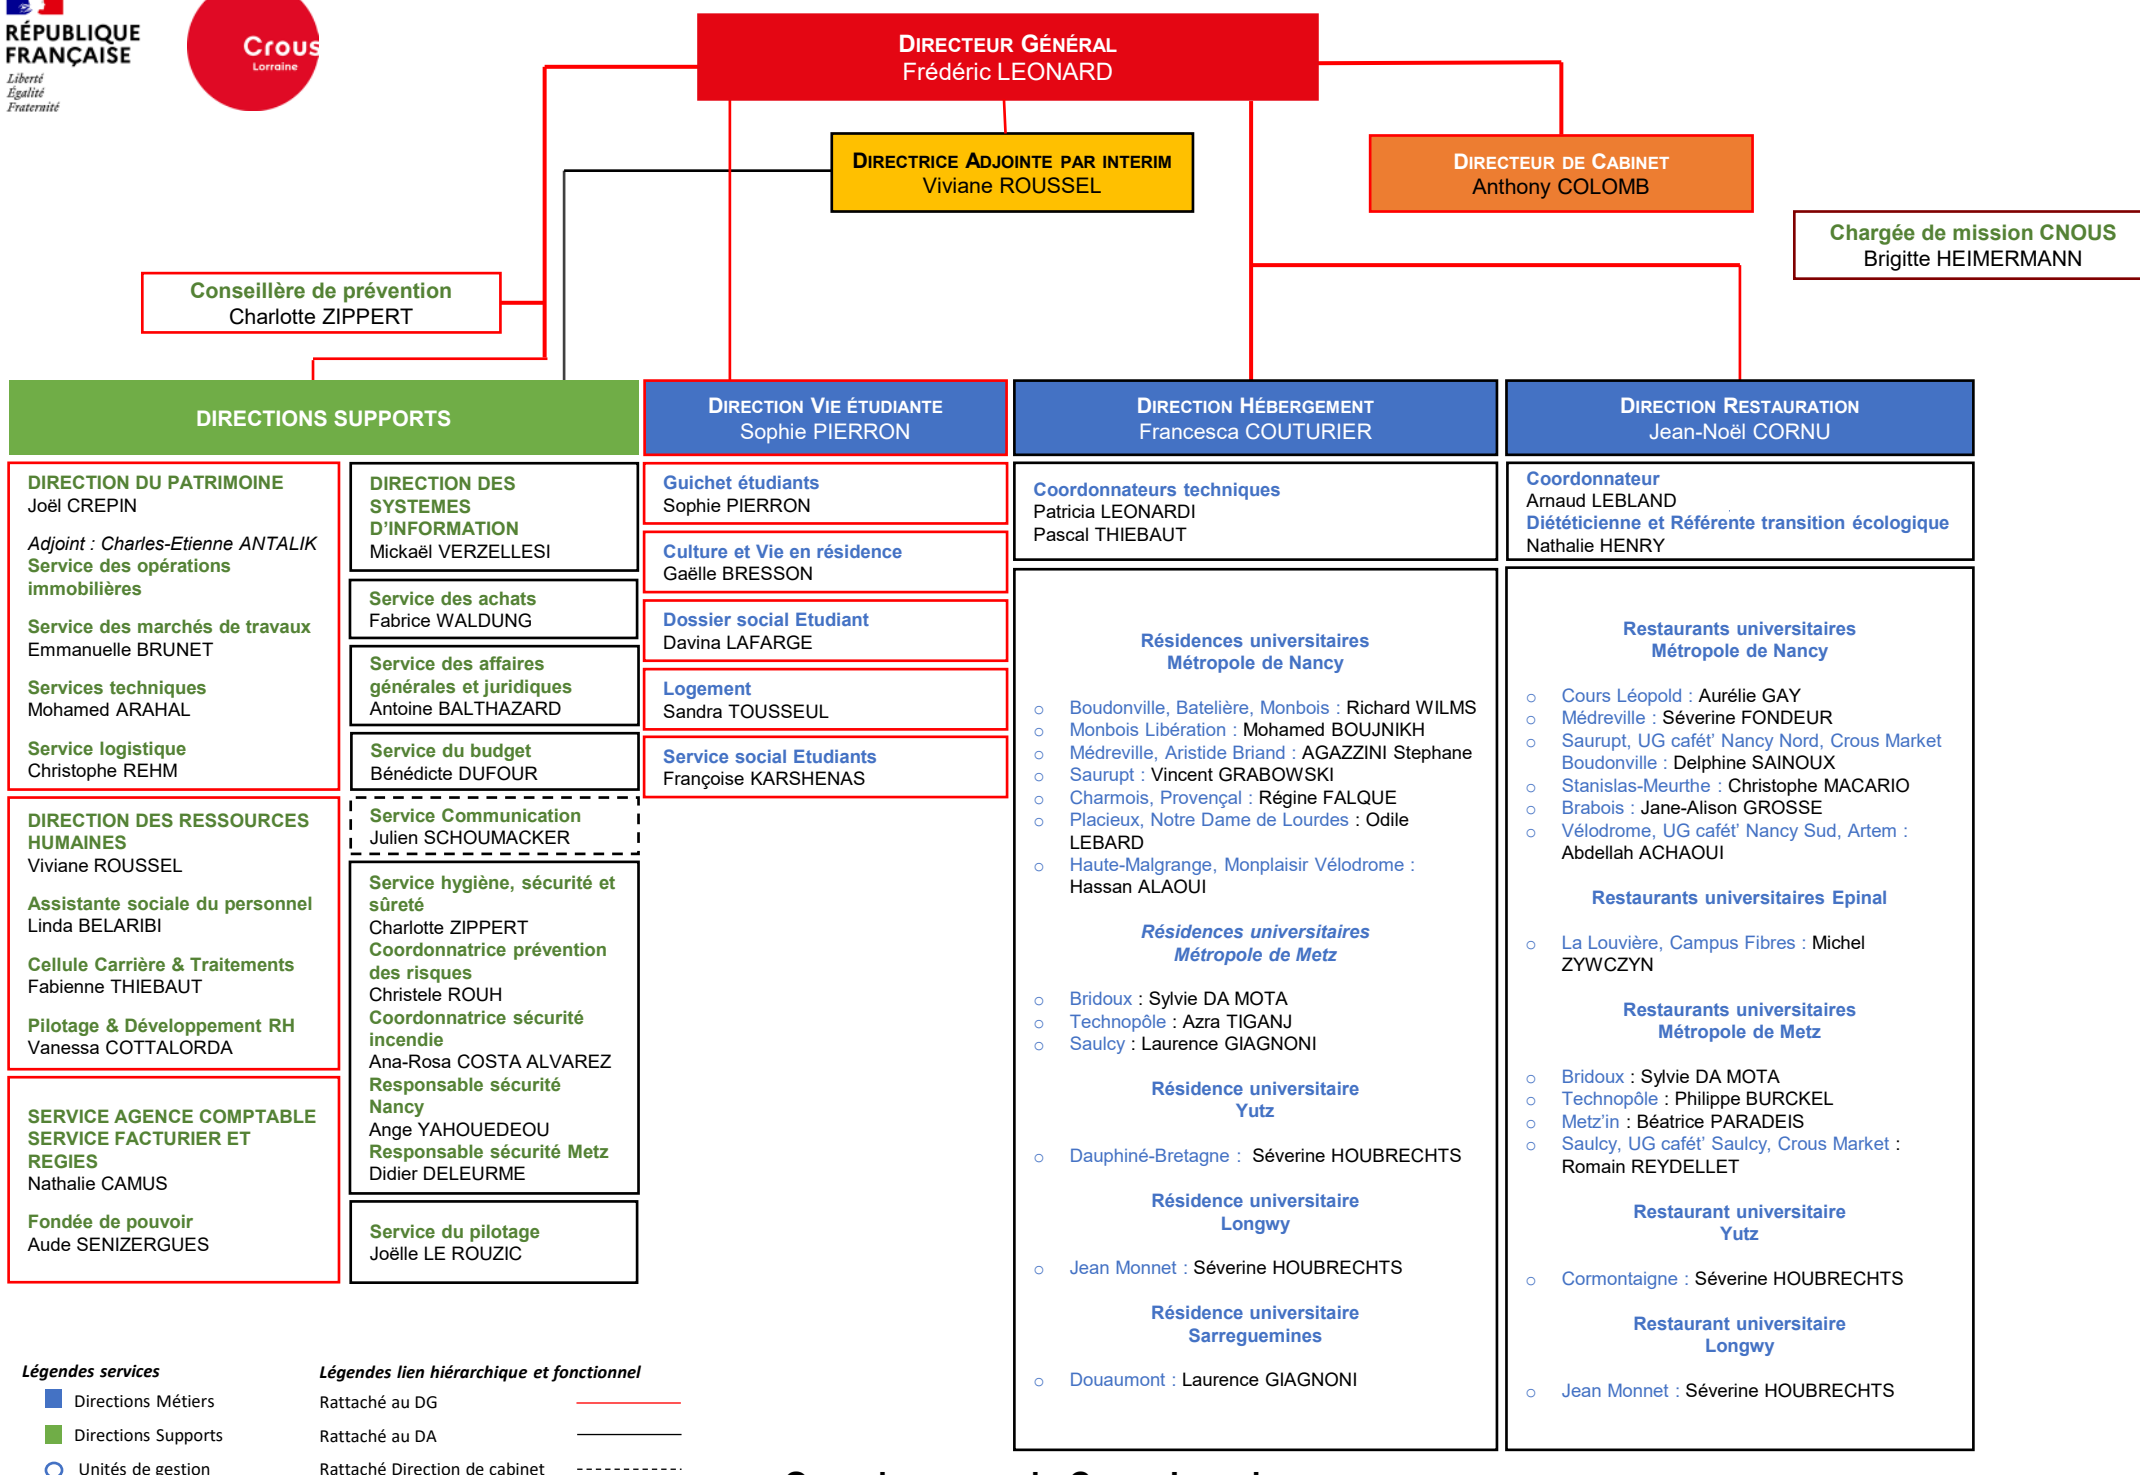 RÉPUBLIQUE
FRANÇAISE
Liberté
Égalité
Fraternité
Crous
Lorraine
DIRECTEUR GÉNÉRAL
Frédéric LEONARD
DIRECTRICE ADJOINTE PAR INTERIM
Viviane ROUSSEL
DIRECTEUR DE CABINET
Anthony COLOMB
Chargée de mission CNOUS
Brigitte HEIMERMANN
Conseillère de prévention
Charlotte ZIPPERT
DIRECTIONS SUPPORTS
DIRECTION DU PATRIMOINE
Joël CREPIN
Adjoint : Charles-Etienne ANTALIK
Service des opérations
immobilières
Service des marchés de travaux
Emmanuelle BRUNET
Services techniques
Mohamed ARAHAL
Service logistique
Christophe REHM
DIRECTION DES RESSOURCES
HUMAINES
Viviane ROUSSEL
Assistante sociale du personnel
Linda BELARIBI
Cellule Carrière & Traitements
Fabienne THIEBAUT
Pilotage & Développement RH
Vanessa COTTALORDA
SERVICE AGENCE COMPTABLE
SERVICE FACTURIER ET
REGIES
Nathalie CAMUS
Fondée de pouvoir
Aude SENIZERGUES
DIRECTION DES
SYSTEMES
D'INFORMATION
Mickaël VERZELLESI
Service des achats
Fabrice WALDUNG
Service des affaires
générales et juridiques
Antoine BALTHAZARD
Service du budget
Bénédicte DUFOUR
Service Communication
Julien SCHOUMACKER
Service hygiène, sécurité et
sûreté
Charlotte ZIPPERT
Coordonnatrice prévention
des risques
Christele ROUH
Coordonnatrice sécurité
incendie
Ana-Rosa COSTA ALVAREZ
Responsable sécurité
Nancy
Ange YAHOUEDEOU
Responsable sécurité Metz
Didier DELEURME
Service du pilotage
Joëlle LE ROUZIC
DIRECTION VIE ÉTUDIANTE
Sophie PIERRON
Guichet étudiants
Sophie PIERRON
Culture et Vie en résidence
Gaëlle BRESSON
Dossier social Etudiant
Davina LAFARGE
Logement
Sandra TOUSSEUL
Service social Etudiants
Françoise KARSHENAS
DIRECTION HÉBERGEMENT
Francesca COUTURIER
Coordonnateurs techniques
Patricia LEONARDI
Pascal THIEBAUT
Résidences universitaires
Métropole de Nancy
o Boudonville, Batelière, Monbois : Richard WILMS
o Monbois Libération : Mohamed BOUJNIKH
o Médreville, Aristide Briand : AGAZZINI Stephane
o Saurupt : Vincent GRABOWSKI
o Charmois, Provençal : Régine FALQUE
o Placieux, Notre Dame de Lourdes : Odile
LEBARD
o Haute-Malgrange, Monplaisir Vélodrome :
Hassan ALAOUI
Résidences universitaires
Métropole de Metz
o Bridoux : Sylvie DA MOTA
o Technopôle : Azra TIGANJ
o Saulcy : Laurence GIAGNONI
Résidence universitaire
Yutz
o Dauphiné-Bretagne : Séverine HOUBRECHTS
Résidence universitaire
Longwy
o Jean Monnet : Séverine HOUBRECHTS
Résidence universitaire
Sarreguemines
o Douaumont : Laurence GIAGNONI
DIRECTION RESTAURATION
Jean-Noël CORNU
Coordonnateur
Arnaud LEBLAND
Diététicienne et Référente transition écologique
Nathalie HENRY
Restaurants universitaires
Métropole de Nancy
o Cours Léopold : Aurélie GAY
o Médreville : Séverine FONDEUR
o Saurupt, UG cafét' Nancy Nord, Crous Market
Boudonville : Delphine SAINOUX
o Stanislas-Meurthe : Christophe MACARIO
o Brabois : Jane-Alison GROSSE
o Vélodrome, UG cafét' Nancy Sud, Artem :
Abdellah ACHAOUI
Restaurants universitaires Epinal
o La Louvière, Campus Fibres : Michel
ZYWCZYN
Restaurants universitaires
Métropole de Metz
o Bridoux : Sylvie DA MOTA
o Technopôle : Philippe BURCKEL
o Metz'in : Béatrice PARADEIS
o Saulcy, UG cafét' Saulcy, Crous Market :
Romain REYDELLET
Restaurant universitaire
Yutz
o Cormontaigne : Séverine HOUBRECHTS
Restaurant universitaire
Longwy
o Jean Monnet : Séverine HOUBRECHTS
Légendes services
Directions Métiers
Directions Supports
Unités de gestion
Légendes lien hiérarchique et fonctionnel
Rattaché au DG
Rattaché au DA
Rattaché Direction de cabinet